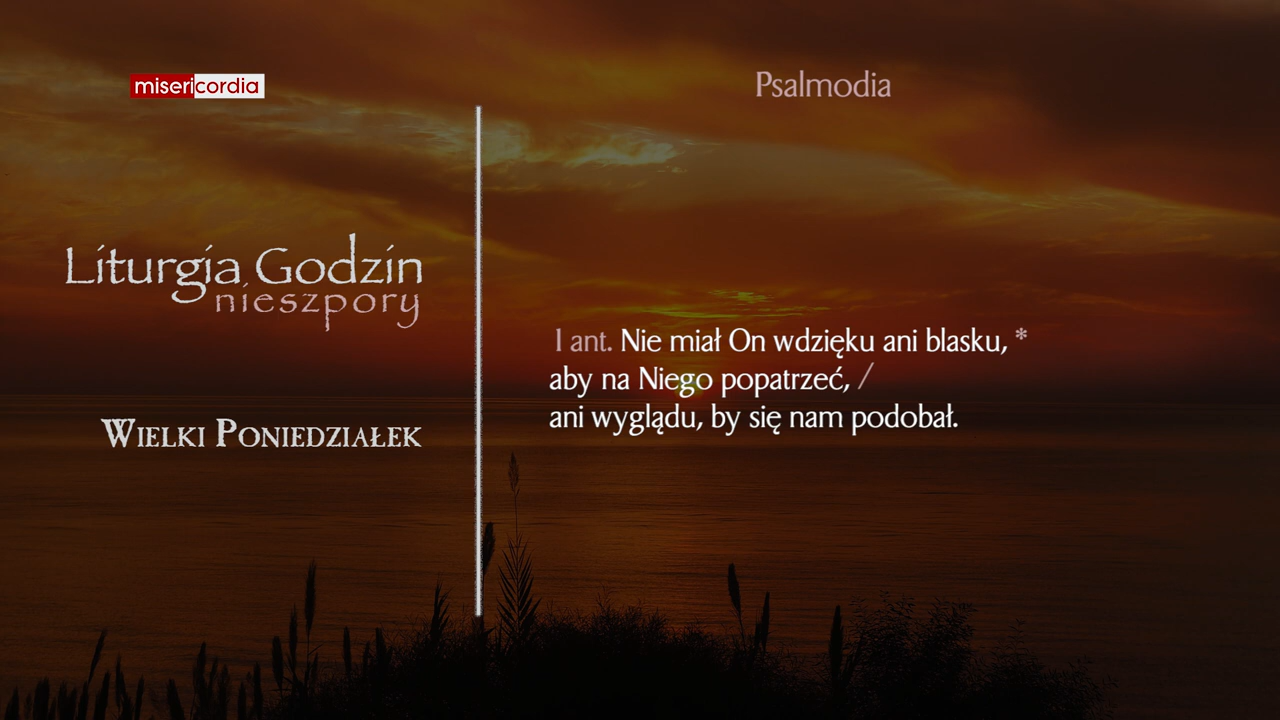 misericordia
Psalmodia
Liturgia Godzin
nieszpory
Wielki Poniedziałek
1 ant. Nie miał On wdzięku ani blasku, *
aby na Niego popatrzeć, /
ani wyglądu, by się nam podobał.